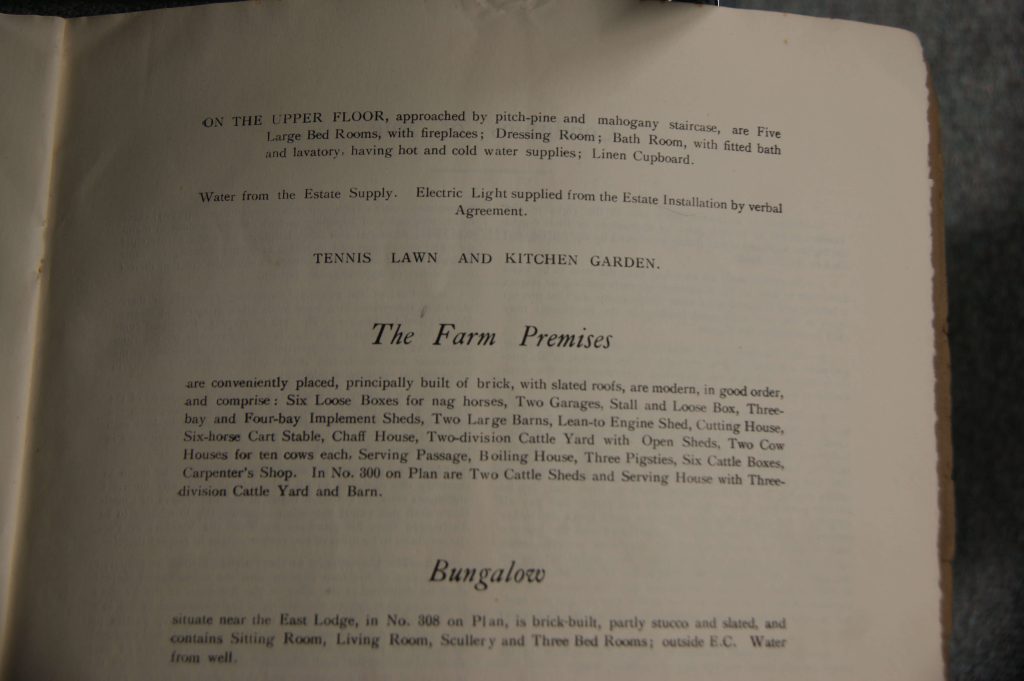 ON THE UPPER FLOOR, approached by pitch-pine and mahogany staircase, are Five
Large Bed Rooms, with fireplaces; Dressing Room; Bath Room, with fitted bath
and lavatory, having hot and cold water supplies; Linen Cupboard.
Water from the Estate Supply. Electric Light supplied from the Estate Installation by verbal
Agreement.
TENNIS LAWN AND KITCHEN GARDEN.
The Farm Premises
are conveniently placed, principally built of brick, with slated roofs, are modern, in good order,
and comprise: Six Loose Boxes for nag horses, Two Garages, Stall and Loose Box, Three-
bay and Four-bay Implement Sheds, Two Large Barns, Lean-to Engine Shed, Cutting House,
Six-horse Cart Stable, Chaff House, Two-division Cattle Yard with Open Sheds, Two Cow
Houses for ten cows each, Serving Passage, Boiling House, Three Pigsties, Six Cattle Boxes,
Carpenter's Shop. In No. 300 on Plan are Two Cattle Sheds and Serving House with Three-
division Cattle Yard and Barn.
Bungalow
situate near the East Lodge, in No. 308 on Plan, is brick-built, partly stucco and slated, and
contains Sitting Room, Living Room, Scullery and Three Bed Rooms; outside E.C. Water
from well.